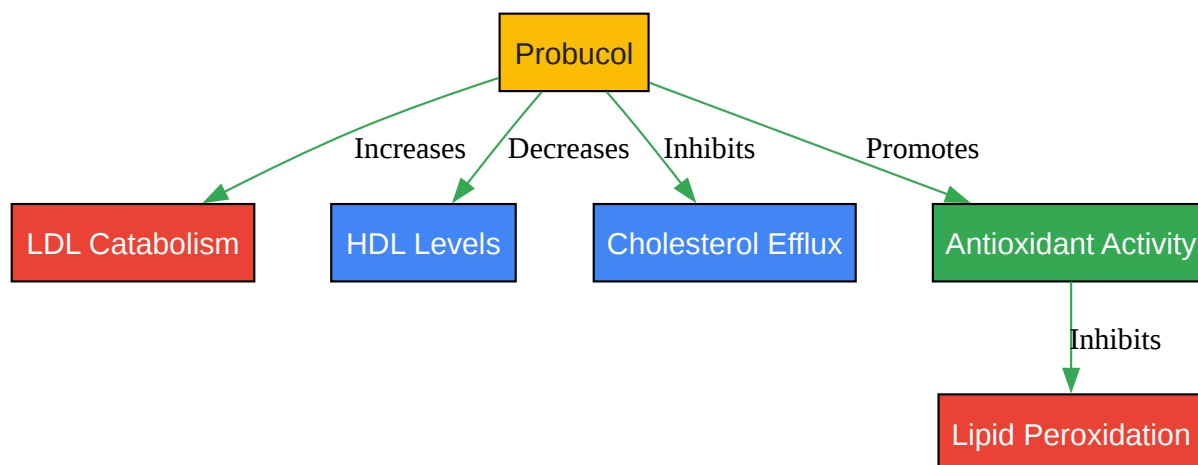 Probucol
Increases
Decreases
Inhibits
Promotes
LDL Catabolism
HDL Levels
Cholesterol Efflux
Antioxidant Activity
Inhibits
Lipid Peroxidation